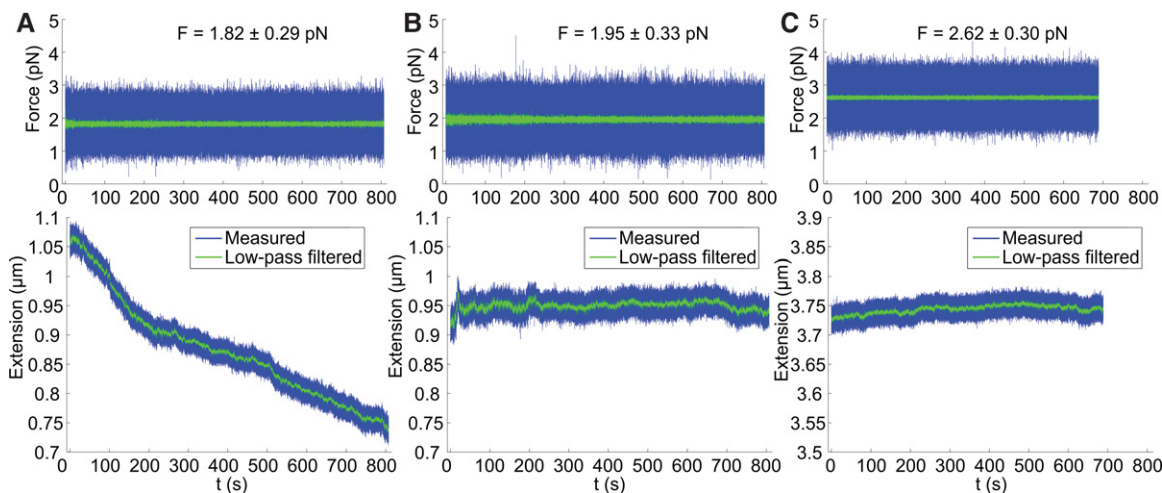 A
F = 1.82 ± 0.29 pN
Force (pN)
5
4
3
2
1
0
0 100 200 300 400 500 600 700 800
Extension (μm)
1.1
1.05
1
0.95
0.9
0.85
0.8
0.75
0.7
Measured
Low-pass filtered
0 100 200 300 400 500 600 700 800
t (s)
B
F = 1.95 ± 0.33 pN
Force (pN)
5
4
3
2
1
0
0 100 200 300 400 500 600 700 800
Extension (μm)
1.1
1.05
1
0.95
0.9
0.85
0.8
0.75
0.7
Measured
Low-pass filtered
0 100 200 300 400 500 600 700 800
t (s)
C
F = 2.62 ± 0.30 pN
Force (pN)
5
4
3
2
1
0
0 100 200 300 400 500 600 700 800
Extension (μm)
3.9
3.85
3.8
3.75
3.7
3.65
3.6
3.55
3.5
Measured
Low-pass filtered
0 100 200 300 400 500 600 700 800
t (s)